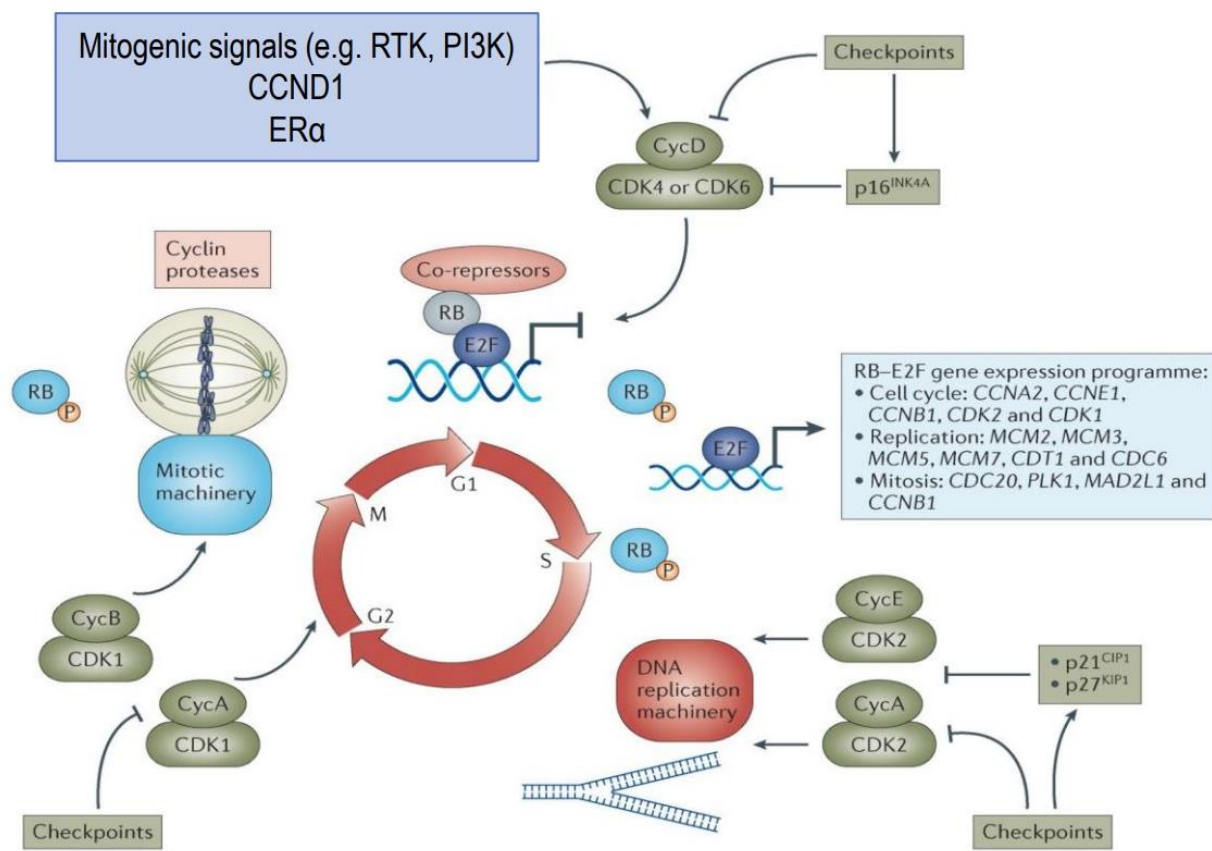 Mitogenic signals (e.g. RTK, PI3K)
CCND1
ERα
Checkpoints
CycD
CDK4 or CDK6
p16INK4A
Cyclin
proteases
Co-repressors
RB
E2F
RB
P
Mitotic
machinery
RB
P
E2F
RB–E2F gene expression programme:
• Cell cycle: CCNA2, CCNE1,
CCNB1, CDK2 and CDK1
• Replication: MCM2, MCM3,
MCM5, MCM7, CDT1 and CDC6
• Mitosis: CDC20, PLK1, MAD2L1 and
CCNB1
G1
M
S
G2
RB
P
CycB
CDK1
CycA
CDK1
Checkpoints
DNA
replication
machinery
CycE
CDK2
CycA
CDK2
• p21CIP1
• p27KIP1
Checkpoints